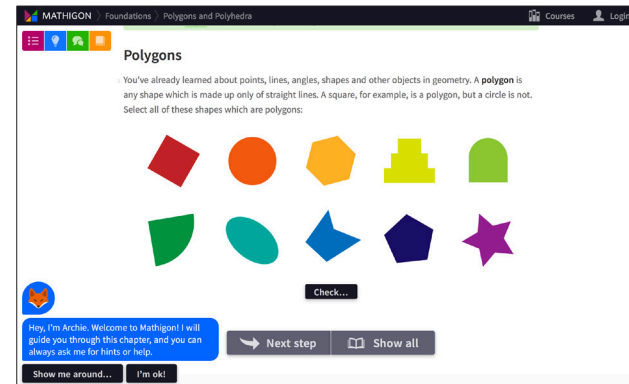 MATHIGON > Foundations > Polygons and Polyhedra Courses Login
Polygons
You've already learned about points, lines, angles, shapes and other objects in geometry. A polygon is
any shape which is made up only of straight lines. A square, for example, is a polygon, but a circle is not.
Select all of these shapes which are polygons:
Check...
Hey, I'm Archie. Welcome to Mathigon! I will
guide you through this chapter, and you can
always ask me for hints or help.
Next step Show all
Show me around... I'm ok!